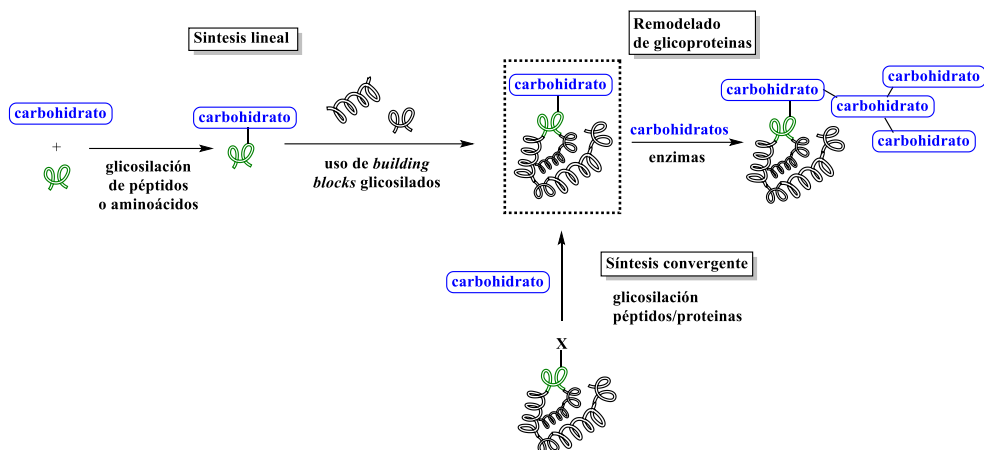 Sintesis lineal
carbohidrato
+
glicosilación
de péptidos
o aminoácidos
carbohidrato
uso de building
blocks glicosilados
carbohidrato
Remodelado
de glicoproteinas
carbohidratos
enzimas
carbohidrato
carbohidrato
carbohidrato
carbohidrato
carbohidrato
Síntesis convergente
glicosilación
péptidos/proteinas
X